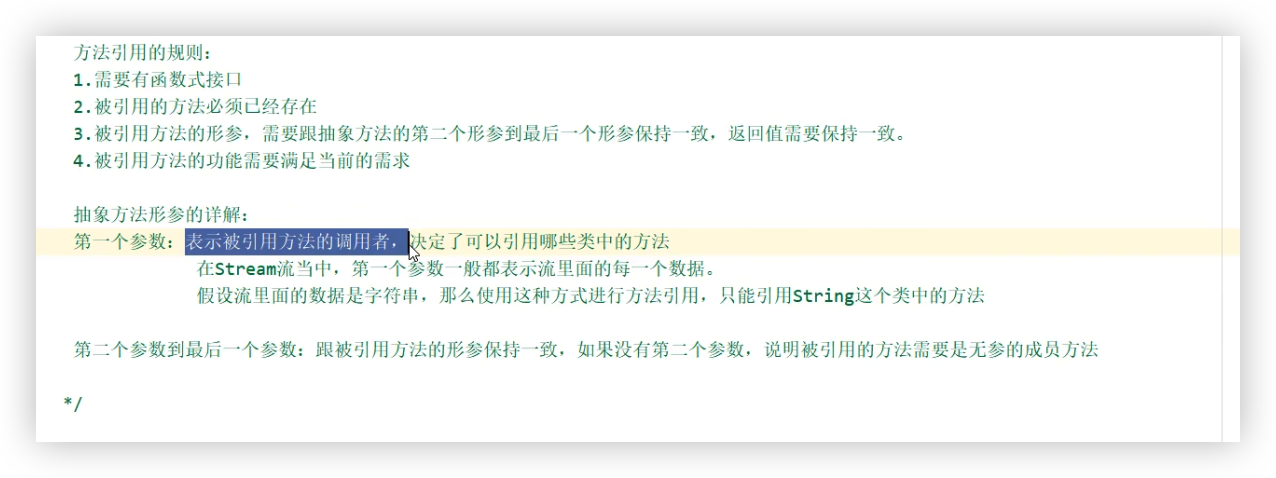 方法引用的规则：
1.需要有函数式接口
2.被引用的方法必须已经存在
3.被引用方法的形参，需要跟抽象方法的第二个形参到最后一个形参保持一致，返回值需要保持一致。
4.被引用方法的功能需要满足当前的需求
抽象方法形参的详解：
第一个参数：表示被引用方法的调用者，决定了可以引用哪些类中的方法
在Stream流当中，第一个参数一般都表示流里面的每一个数据。
假设流里面的数据是字符串，那么使用这种方式进行方法引用，只能引用String这个类中的方法
第二个参数到最后一个参数：跟被引用方法的形参保持一致，如果没有第二个参数，说明被引用的方法需要是无参的成员方法
*/